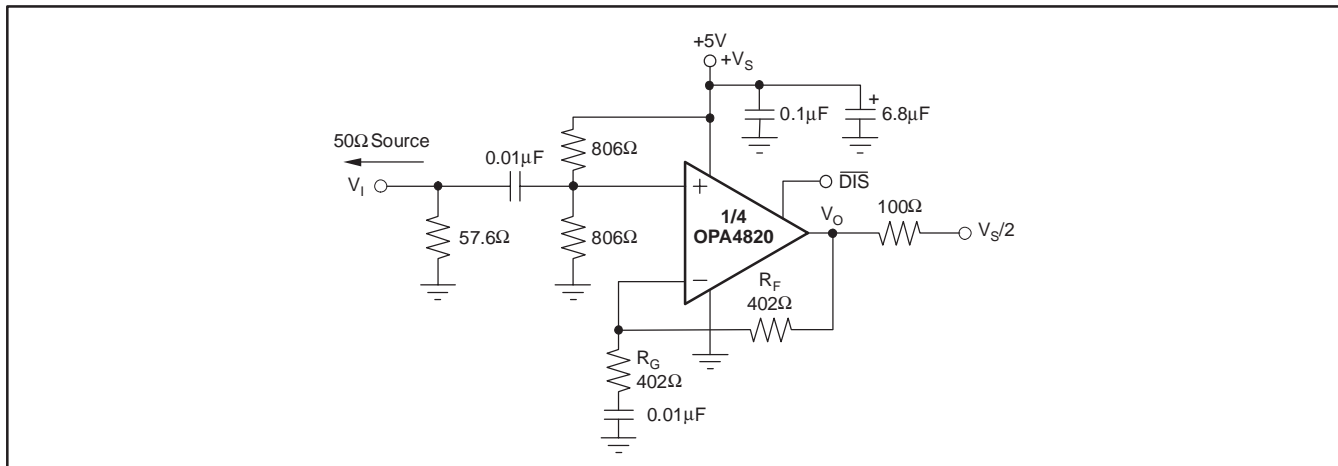 +5V
+V_S
0.1μF
+
6.8μF
50Ω Source
0.01μF
806Ω
V_I
+
D̅I̅S̅
1/4
OPA4820
V_O
100Ω
V_S/2
57.6Ω
806Ω
−
R_F
402Ω
R_G
402Ω
0.01μF